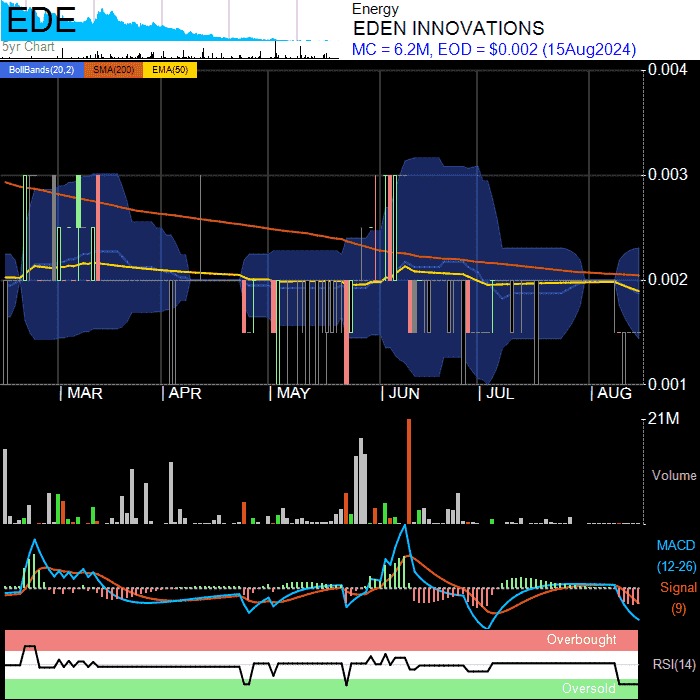 EDE
5yr Chart
Energy
EDEN INNOVATIONS
MC = 6.2M, EOD = $0.002 (15Aug2024)
BollBands(20,2) SMA(200) EMA(50)
0.004
0.003
0.002
0.001
MAR APR MAY JUN JUL AUG
21M
Volume
MACD
(12-26)
Signal
(9)
Overbought
RSI(14)
Oversold